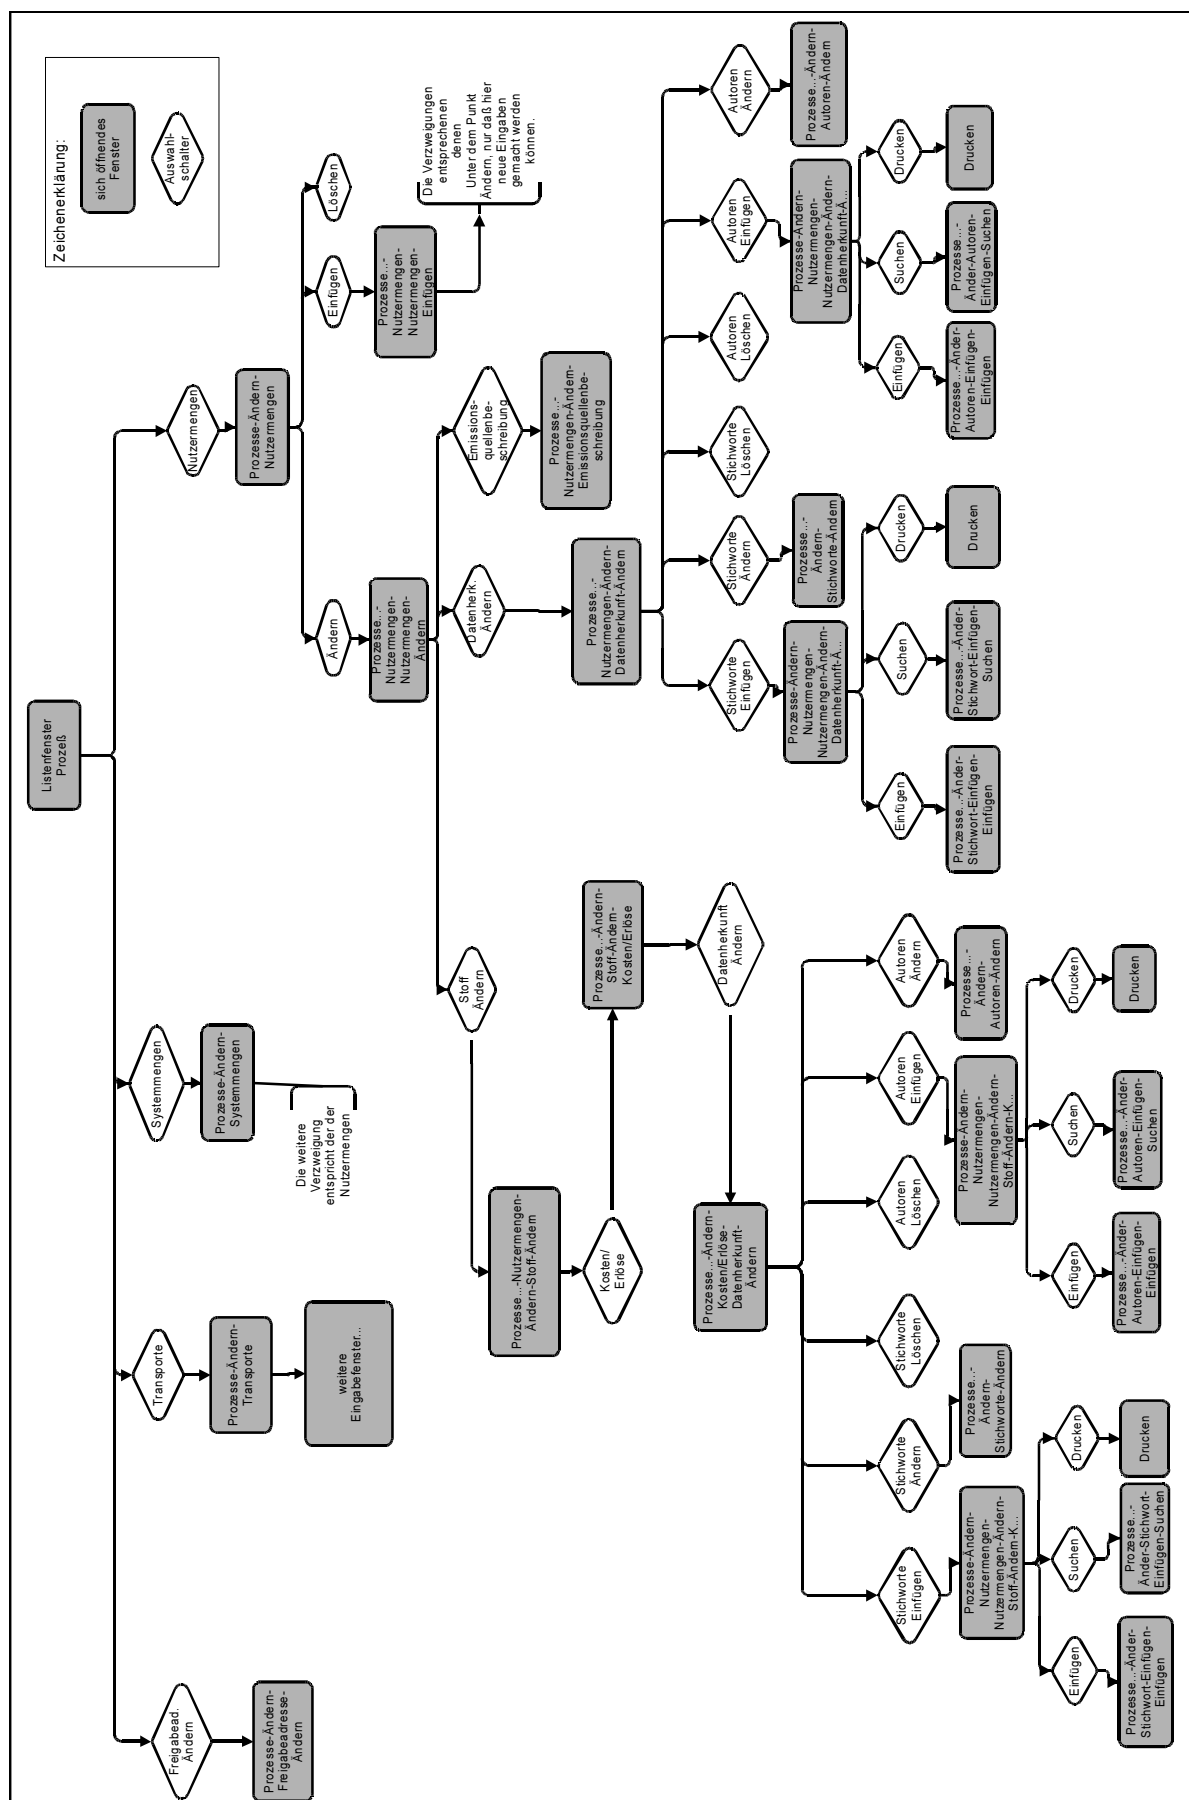 Zeichenerklärung:
sich öffnendes
Fenster
Auswahl-
schalter
Listenfenster
Prozeß
Freigabead.
Ändern
Transporte
Systemmengen
Nutzermengen
Prozesse-Ändern-
Freigabeadresse-
Ändern
Prozesse-Ändern-
Transporte
Prozesse-Ändern-
Systemmengen
Prozesse-Ändern-
Nutzermengen
weitere
Eingabefenster...
Die weitere
Verzweigung
entspricht der der
Nutzermengen
Ändern
Einfügen
Löschen
Prozesse...-
Nutzermengen-
Nutzermengen-
Ändern
Prozesse...-
Nutzermengen-
Nutzermengen-
Einfügen
Die Verzweigungen
entsprechenen
denen
Unter dem Punkt
Ändern, nur daß hier
neue Eingaben
gemacht werden
können.
Stoff
Ändern
Datenherk.
Ändern
Emissions-
quellenbe-
schreibung
Prozesse...-Nutzermengen-
Ändern-Stoff-Ändern
Prozesse...-
Nutzermengen-Ändern-
Datenherkunft-Ändern
Prozesse...-
Nutzermengen-Ändern-
Emissionsquellenbe-
schreibung
Kosten/
Erlöse
Prozesse...-Ändern-
Stoff-Ändern-
Kosten/Erlöse
Datenherkunft
Ändern
Prozesse...-Ändern-
Kosten/Erlöse-
Datenherkunft-
Ändern
Stichworte
Einfügen
Stichworte
Ändern
Stichworte
Löschen
Autoren
Löschen
Autoren
Einfügen
Autoren
Ändern
Prozesse-Ändern-
Nutzermengen-
Nutzermengen-Ändern-
Datenherkunft-Ä...
Prozesse...-
Ändern-
Stichworte-Ändern
Prozesse-Ändern-
Nutzermengen-
Nutzermengen-Ändern-
Datenherkunft-Ä...
Prozesse...-Ändern-
Autoren-Ändern
Einfügen
Suchen
Drucken
Einfügen
Suchen
Drucken
Prozesse...-Änder-
Stichwort-Einfügen-
Einfügen
Prozesse...-Änder-
Stichwort-Einfügen-
Suchen
Drucken
Prozesse...-Änder-
Autoren-Einfügen-
Einfügen
Prozesse...-
Änder-Autoren-
Einfügen-Suchen
Drucken
Stichworte
Einfügen
Stichworte
Ändern
Stichworte
Löschen
Autoren
Löschen
Autoren
Einfügen
Autoren
Ändern
Prozesse-Ändern-
Nutzermengen-
Nutzermengen-Ändern-
Stoff-Ändern-K...
Prozesse...-
Ändern-
Stichworte-Ändern
Prozesse-Ändern-
Nutzermengen-
Nutzermengen-Ändern-
Stoff-Ändern-K...
Prozesse...-
Ändern-
Autoren-Ändern
Einfügen
Suchen
Drucken
Einfügen
Suchen
Drucken
Prozesse...-Änder-
Stichwort-Einfügen-
Einfügen
Prozesse...-
Änder-Stichwort-
Einfügen-Suchen
Drucken
Prozesse...-Änder-
Autoren-Einfügen-
Einfügen
Prozesse...-Änder-
Autoren-Einfügen-
Suchen
Drucken